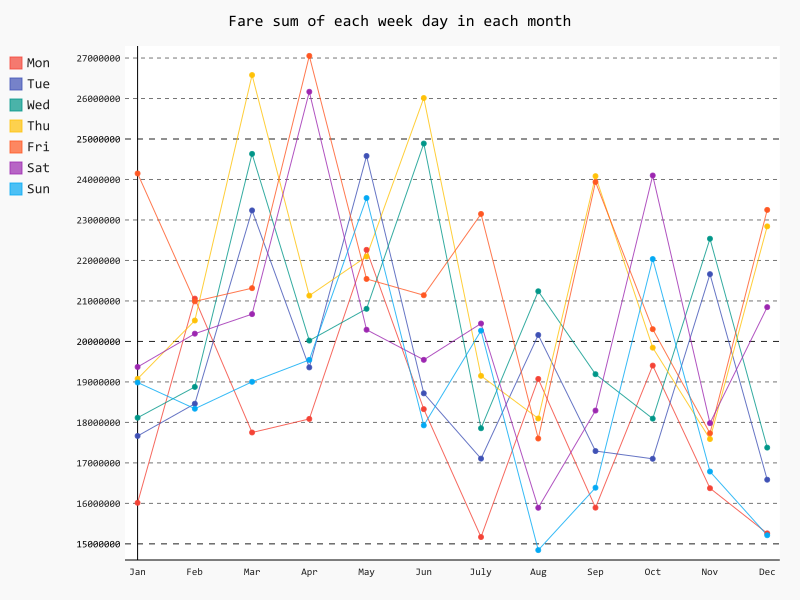 Fare sum of each week day in each month
Mon
Tue
Wed
Thu
Fri
Sat
Sun
27000000
26000000
25000000
24000000
23000000
22000000
21000000
20000000
19000000
18000000
17000000
16000000
15000000
Jan Feb Mar Apr May Jun July Aug Sep Oct Nov Dec